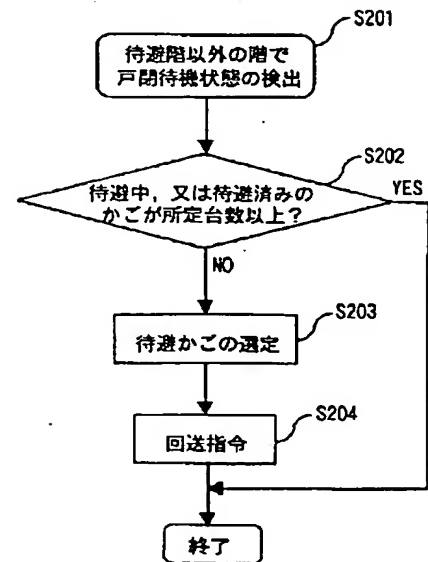 S201
待避階以外の階で
戸閉待機状態の検出
S202
待避中，又は待避済みの
かごが所定台数以上？
YES
NO
S203
待避かごの選定
S204
回送指令
終了